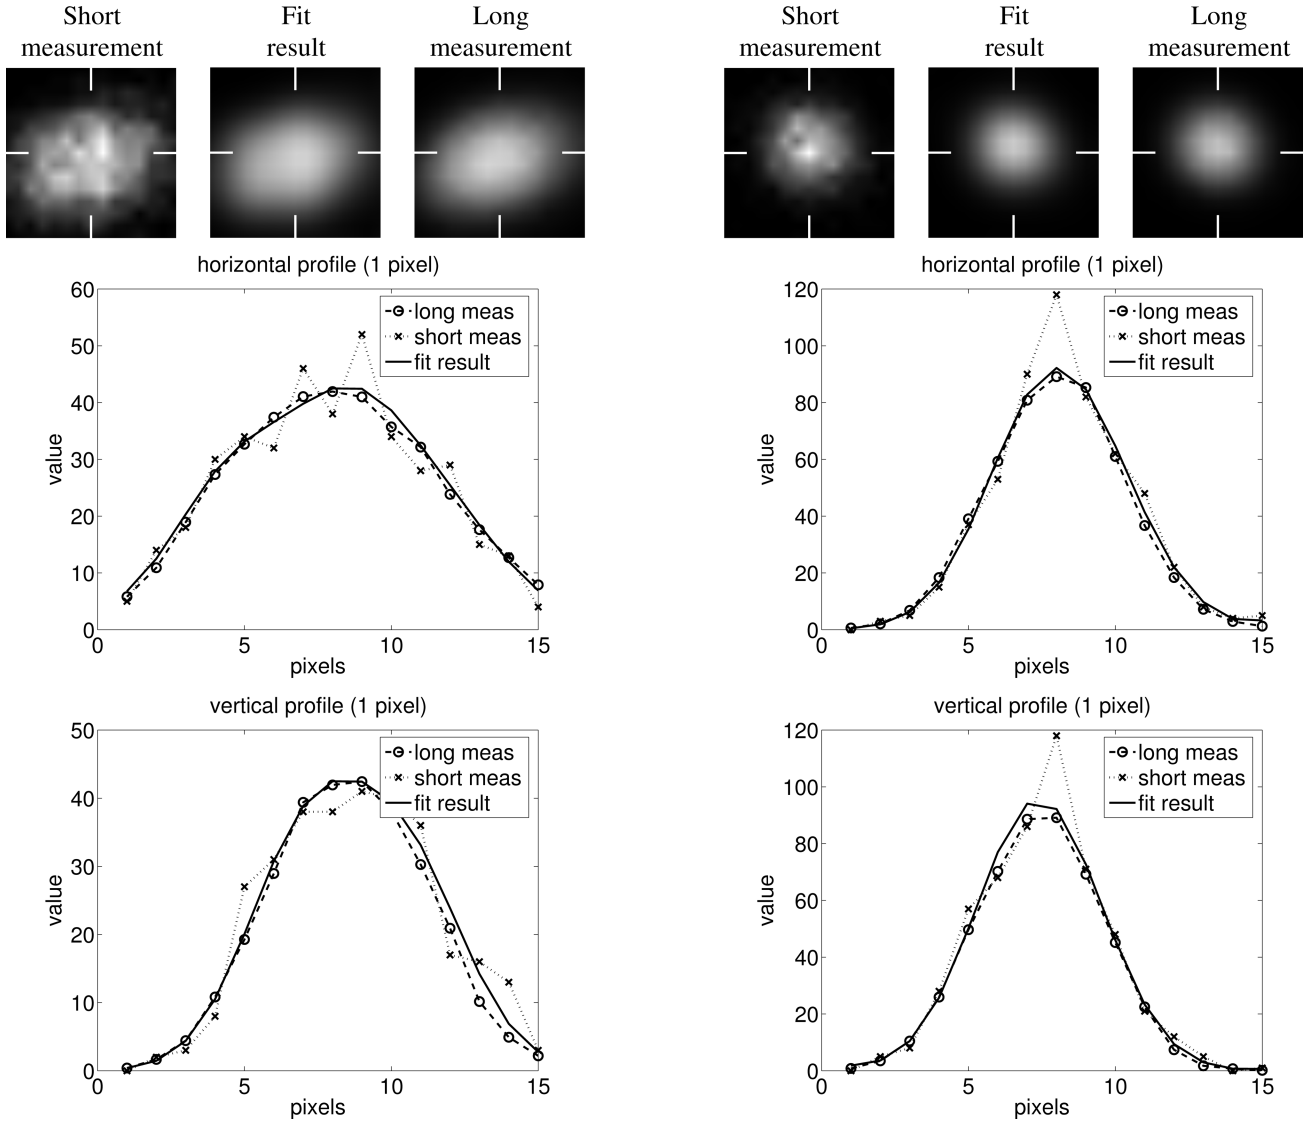 Short
measurement
Fit
result
Long
measurement
Short
measurement
Fit
result
Long
measurement
horizontal profile (1 pixel)
60
50
40
30
20
10
0
value
0 5 10 15
pixels
long meas
short meas
fit result
horizontal profile (1 pixel)
120
100
80
60
40
20
0
value
0 5 10 15
pixels
long meas
short meas
fit result
vertical profile (1 pixel)
50
40
30
20
10
0
value
0 5 10 15
pixels
long meas
short meas
fit result
vertical profile (1 pixel)
120
100
80
60
40
20
0
value
0 5 10 15
pixels
long meas
short meas
fit result